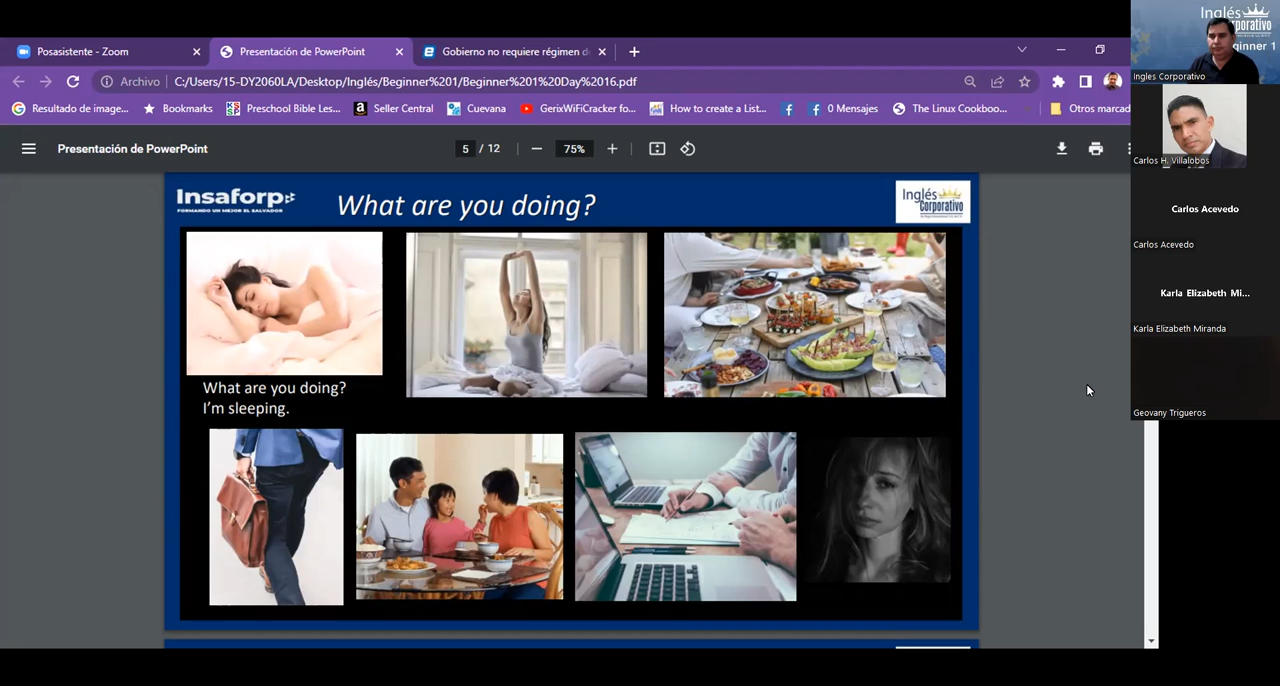 Posasistente - Zoom
Presentación de PowerPoint
Gobierno no requiere régimen d
Archivo
C:/Users/15-DY2060LA/Desktop/Inglés/Beginner%201/Beginner%201%20Day%2016.pdf
Resultado de image...
Bookmarks
Preschool Bible Les...
Seller Central
Cuevana
GerixWiFiCracker fo...
How to create a List...
0 Mensajes
The Linux Cookboo...
Otros marcad
Presentación de PowerPoint
5 / 12
75%
Insaforp
FORMANDO UN MEJOR EL SALVADOR
What are you doing?
Inglés
Corporativo
What are you doing?
I'm sleeping.
Inglés
Ingles Corporativo
Carlos H. Villalobos
Carlos Acevedo
Carlos Acevedo
Karla Elizabeth Mi...
Karla Elizabeth Miranda
Geovany Trigueros